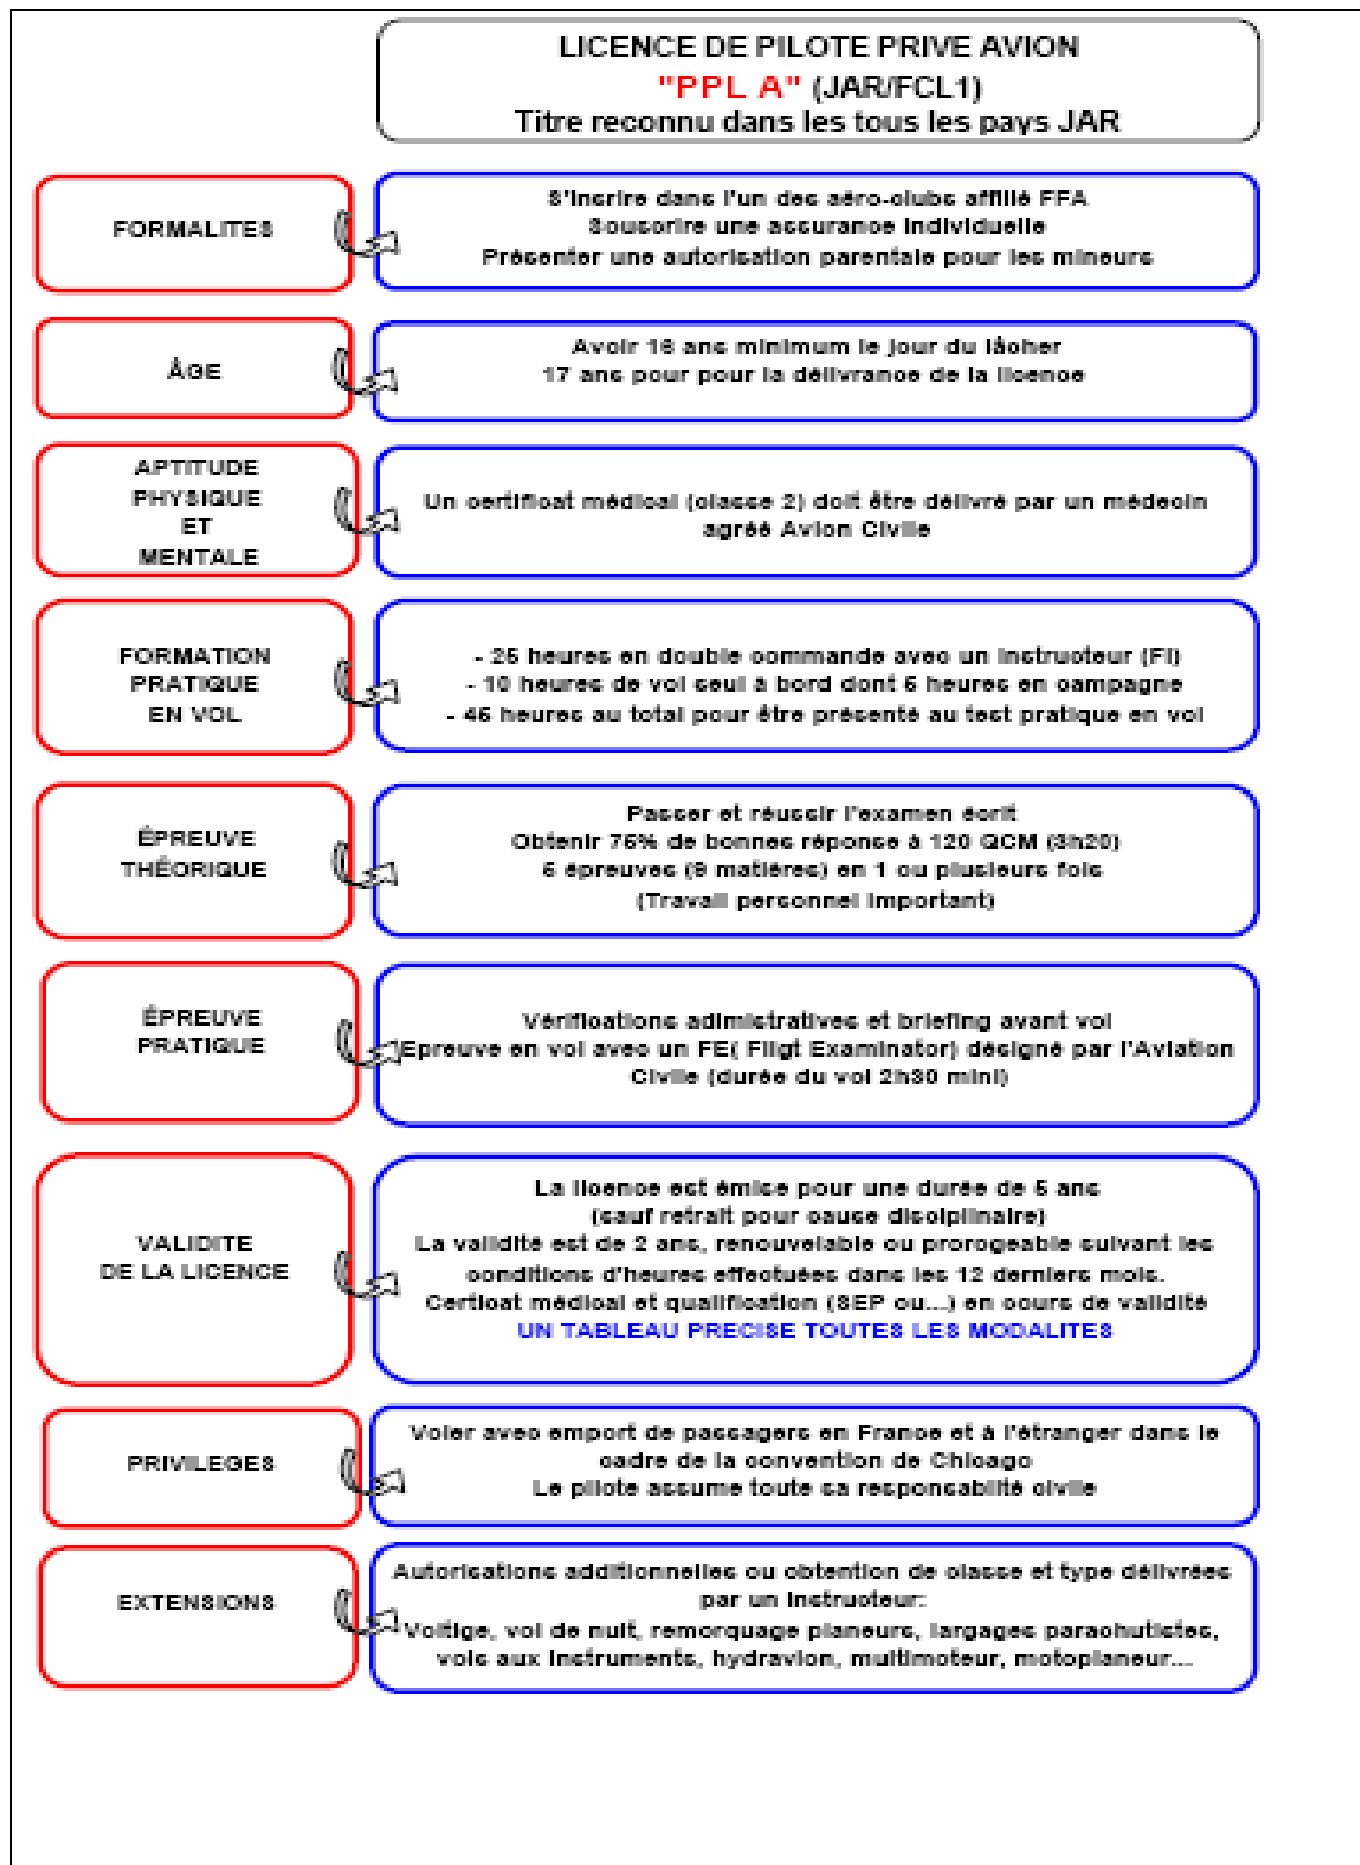 LICENCE DE PILOTE PRIVE AVION
"PPL A" (JAR/FCL1)
Titre reconnu dans les tous les pays JAR
FORMALITES
S'insrire dans l'un des aéro-clubs affilié FFA
Souscrire une assurance individuelle
Présenter une autorisation parentale pour les mineurs
ÂGE
Avoir 16 ans minimum le jour du lâcher
17 ans pour pour la délivrance de la licence
APTITUDE
PHYSIQUE
ET
MENTALE
Un certificat médical (classe 2) doit être délivré par un médecin
agréé Avion Civile
FORMATION
PRATIQUE
EN VOL
- 25 heures en double commande avec un instructeur (FI)
- 10 heures de vol seul à bord dont 5 heures en campagne
- 45 heures au total pour être présenté au test pratique en vol
ÉPREUVE
THÉORIQUE
Passer et réussir l'examen écrit
Obtenir 75% de bonnes réponse à 120 QCM (3h20)
5 épreuves (9 matières) en 1 ou plusieurs fois
(Travail personnel important)
ÉPREUVE
PRATIQUE
Vérifications adimistratives et briefing avant vol
Epreuve en vol avec un FE( Fligt Examinator) désigné par l'Aviation
Civile (durée du vol 2h30 mini)
VALIDITE
DE LA LICENCE
La licence est émise pour une durée de 5 ans
(sauf retrait pour cause disciplinaire)
La validité est de 2 ans, renouvelable ou prorogeable suivant les
conditions d'heures effectuées dans les 12 derniers mois.
Certicat médical et qualification (SEP ou...) en cours de validité
UN TABLEAU PRECISE TOUTES LES MODALITES
PRIVILEGES
Voler avec emport de passagers en France et à l'étranger dans le
cadre de la convention de Chicago
Le pilote assume toute sa responsabilté civile
EXTENSIONS
Autorisations additionnelles ou obtention de classe et type délivrées
par un instructeur:
Voltige, vol de nuit, remorquage planeurs, largages parachutistes,
vols aux instruments, hydravion, multimoteur, motoplaneur...